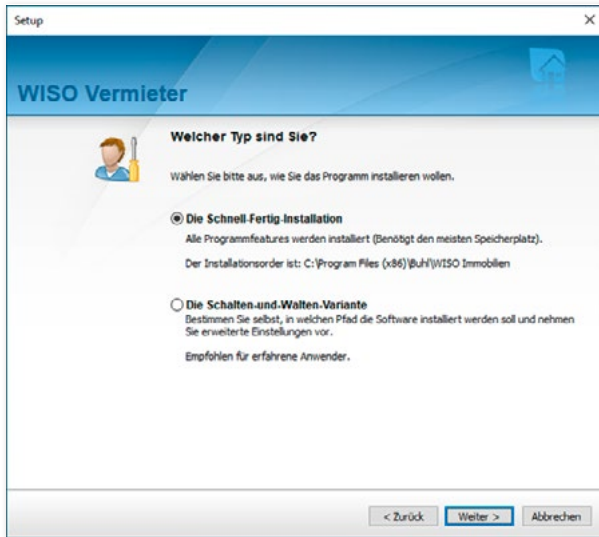 Setup
WISO Vermieter
Welcher Typ sind Sie?
Wählen Sie bitte aus, wie Sie das Programm installieren wollen.
Die Schnell-Fertig-Installation
Alle Programmfeatures werden installiert (Benötigt den meisten Speicherplatz).
Der Installationsorder ist: C:\Program Files (x86)\Buhl\WISO Immobilien
Die Schalten-und-Walten-Variante
Bestimmen Sie selbst, in welchen Pfad die Software installiert werden soll und nehmen
Sie erweiterte Einstellungen vor.
Empfohlen für erfahrene Anwender.
< Zurück
Weiter >
Abbrechen